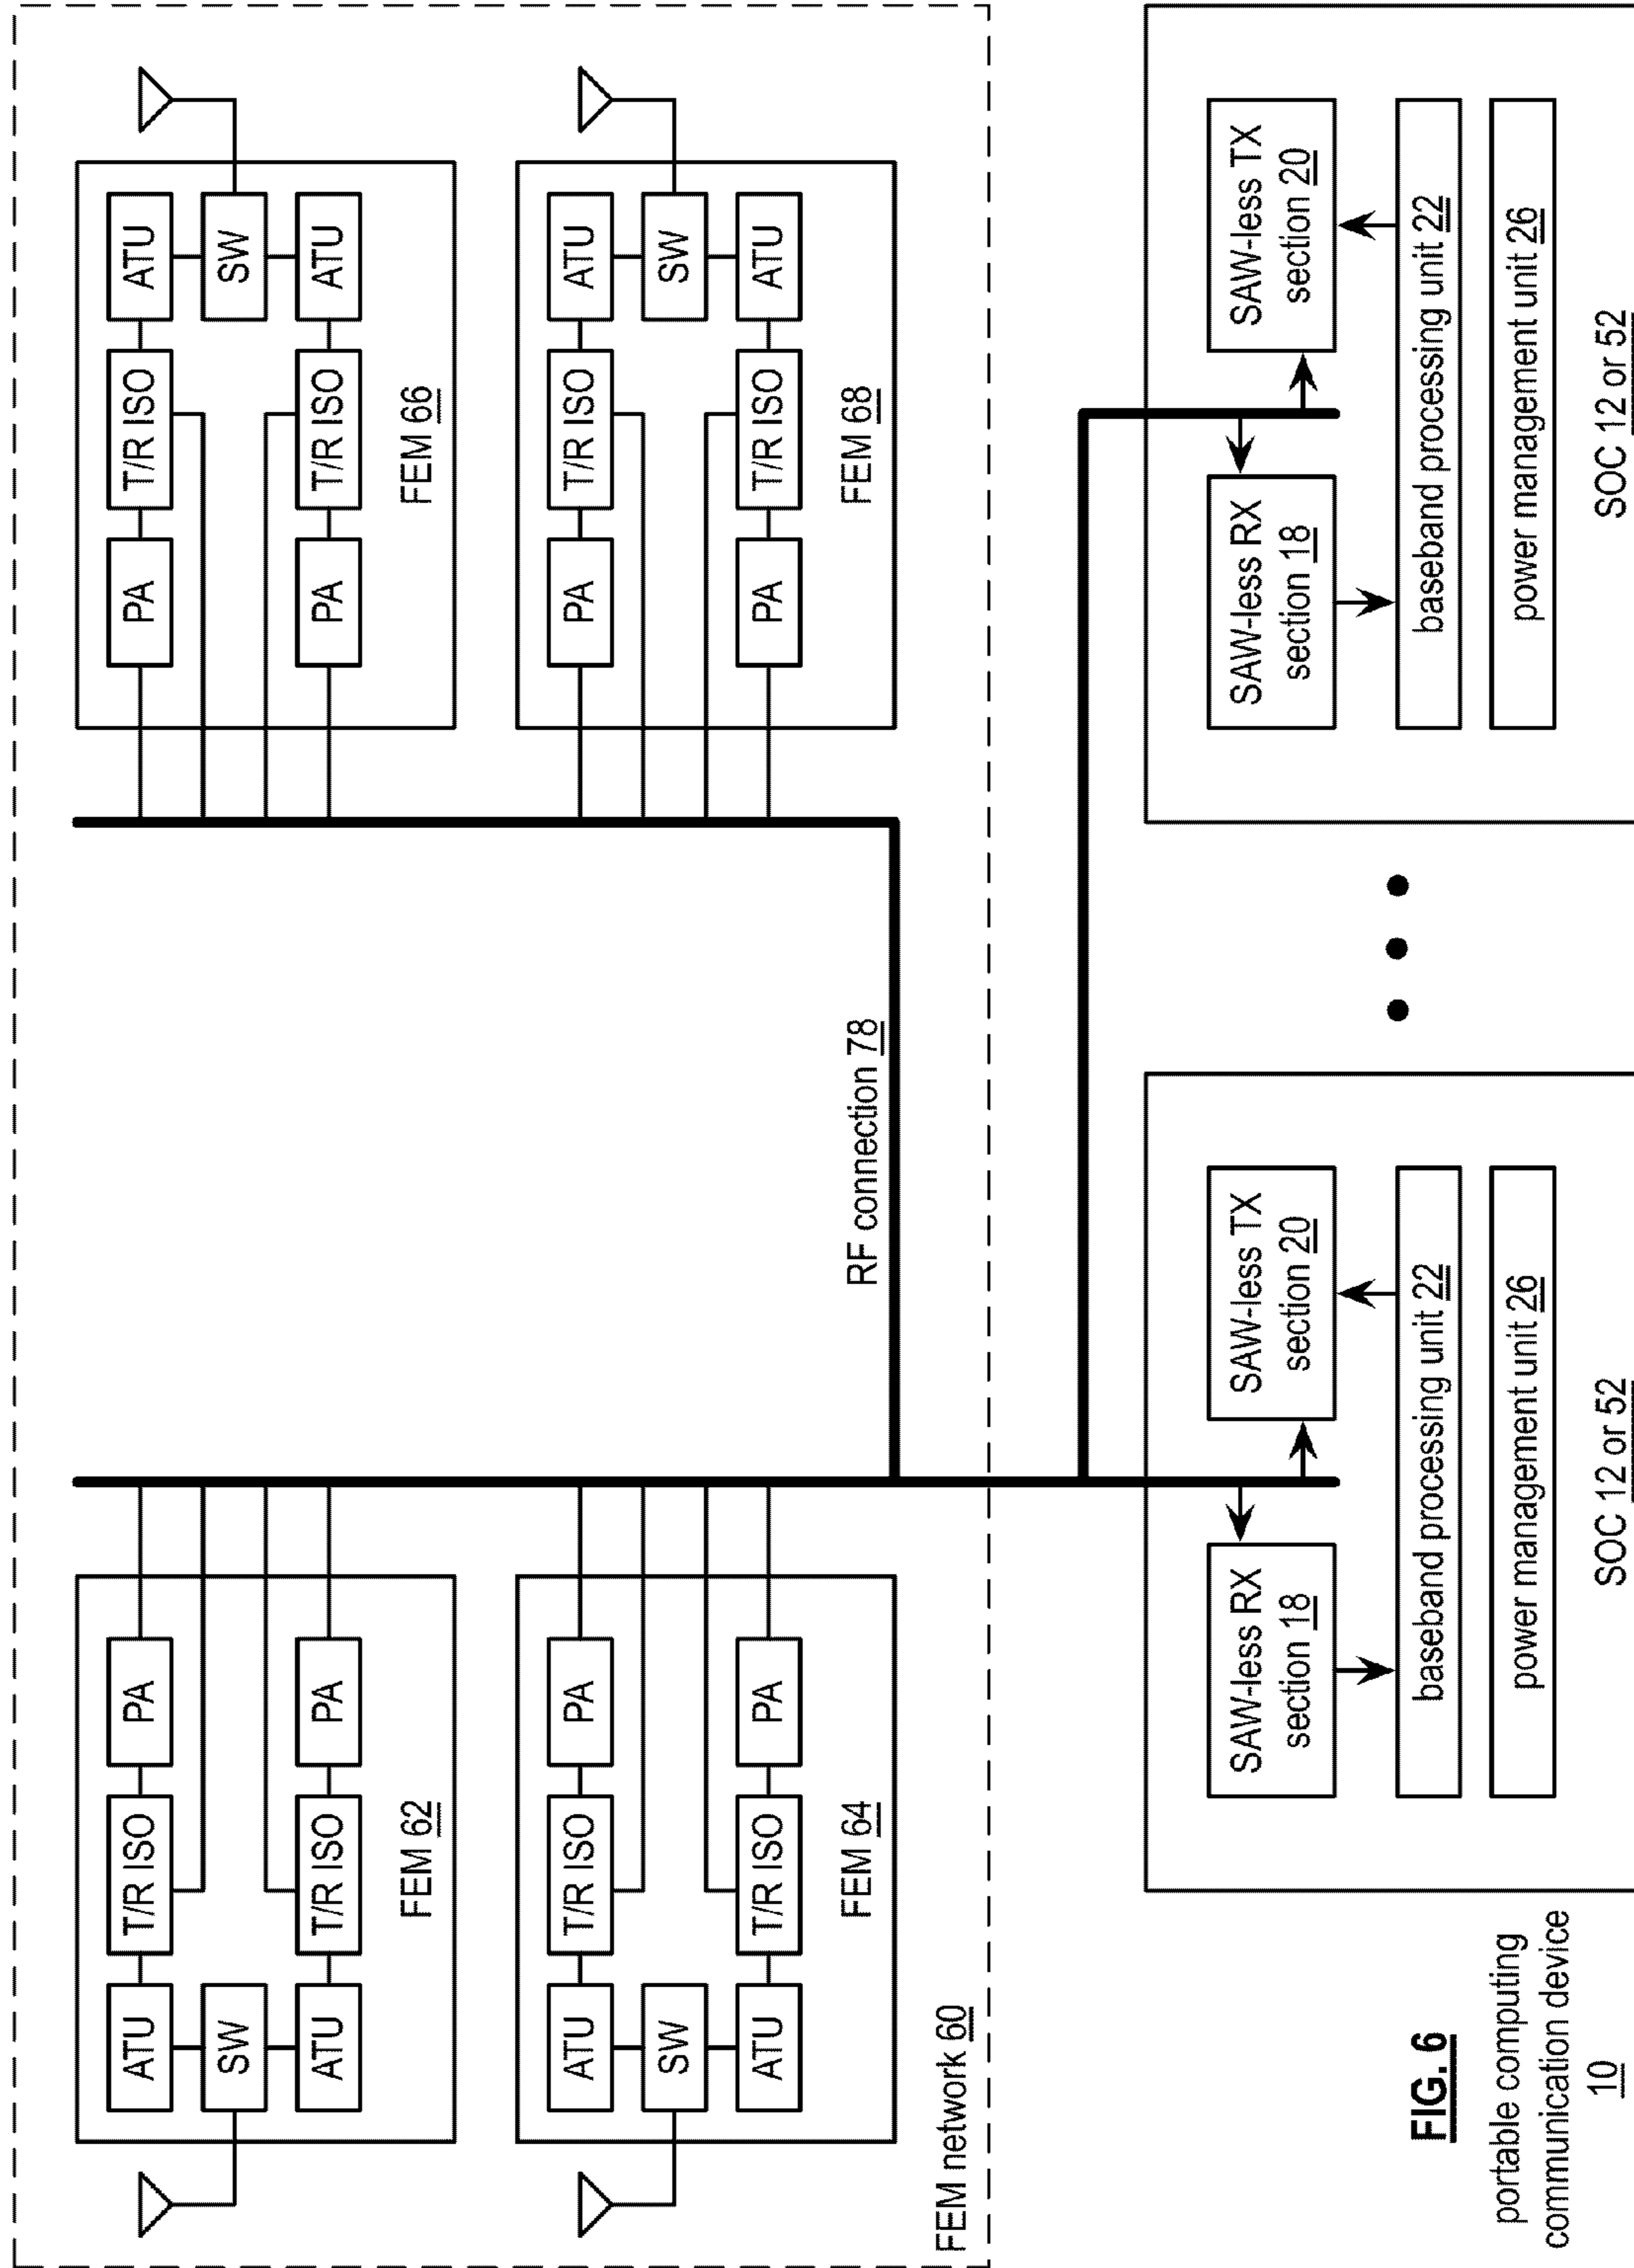 ATU
T/R ISO
PA
SW
ATU
T/R ISO
PA
FEM 62
PA
T/R ISO
ATU
SW
PA
T/R ISO
ATU
FEM 66
ATU
T/R ISO
PA
SW
ATU
T/R ISO
PA
FEM 64
PA
T/R ISO
ATU
SW
PA
T/R ISO
ATU
FEM 68
RF connection 78
FEM network 60
SAW-less RX
section 18
SAW-less TX
section 20
baseband processing unit 22
power management unit 26
SOC 12 or 52
SAW-less RX
section 18
SAW-less TX
section 20
baseband processing unit 22
power management unit 26
SOC 12 or 52
FIG. 6
portable computing
communication device
10